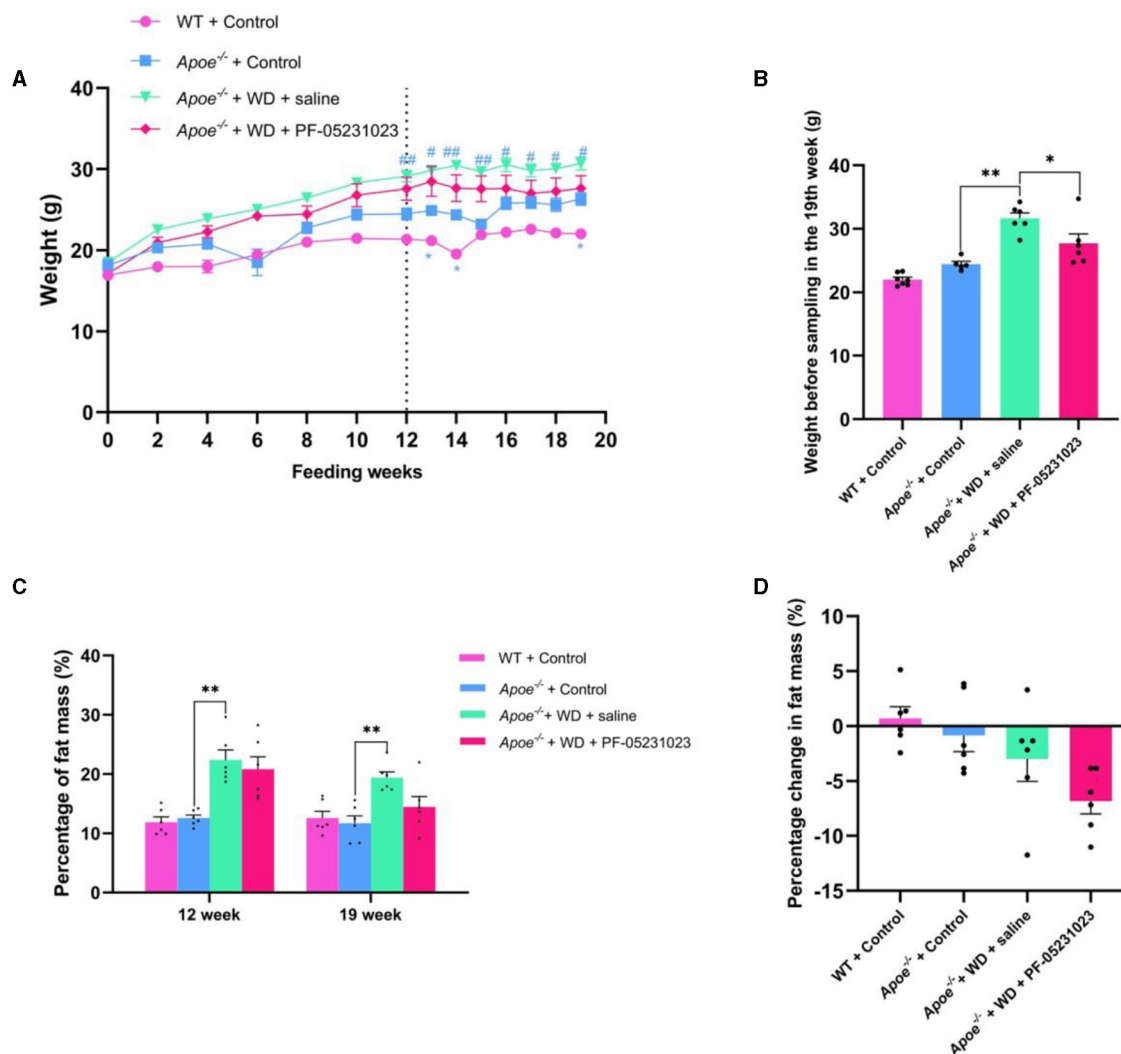 WT + Control
Apoe-/- + Control
Apoe-/- + WD + saline
Apoe-/- + WD + PF-05231023
A
Weight (g)
40
30
20
10
0
## # ## ## # # # #
* * *
0 2 4 6 8 10 12 14 16 18 20
Feeding weeks
B
Weight before sampling in the 19th week (g)
40
30
20
10
0
** *
WT + Control
Apoe-/- + Control
Apoe-/- + WD + saline
Apoe-/- + WD + PF-05231023
C
Percentage of fat mass (%)
40
30
20
10
0
** **
12 week 19 week
WT + Control
Apoe-/- + Control
Apoe-/- + WD + saline
Apoe-/- + WD + PF-05231023
D
Percentage change in fat mass (%)
10
5
0
-5
-10
-15
WT + Control
Apoe-/- + Control
Apoe-/- + WD + saline
Apoe-/- + WD + PF-05231023